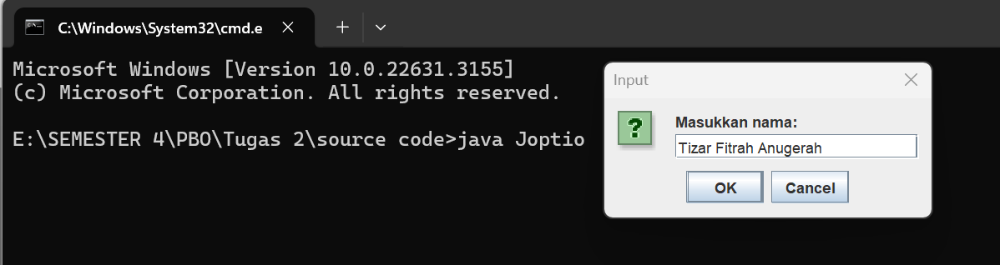 C:\Windows\System32\cmd.e
Microsoft Windows [Version 10.0.22631.3155]
(c) Microsoft Corporation. All rights reserved.
E:\SEMESTER 4\PBO\Tugas 2\source code>java Joptio
Input
Masukkan nama:
Tizar Fitrah Anugerah
OK Cancel